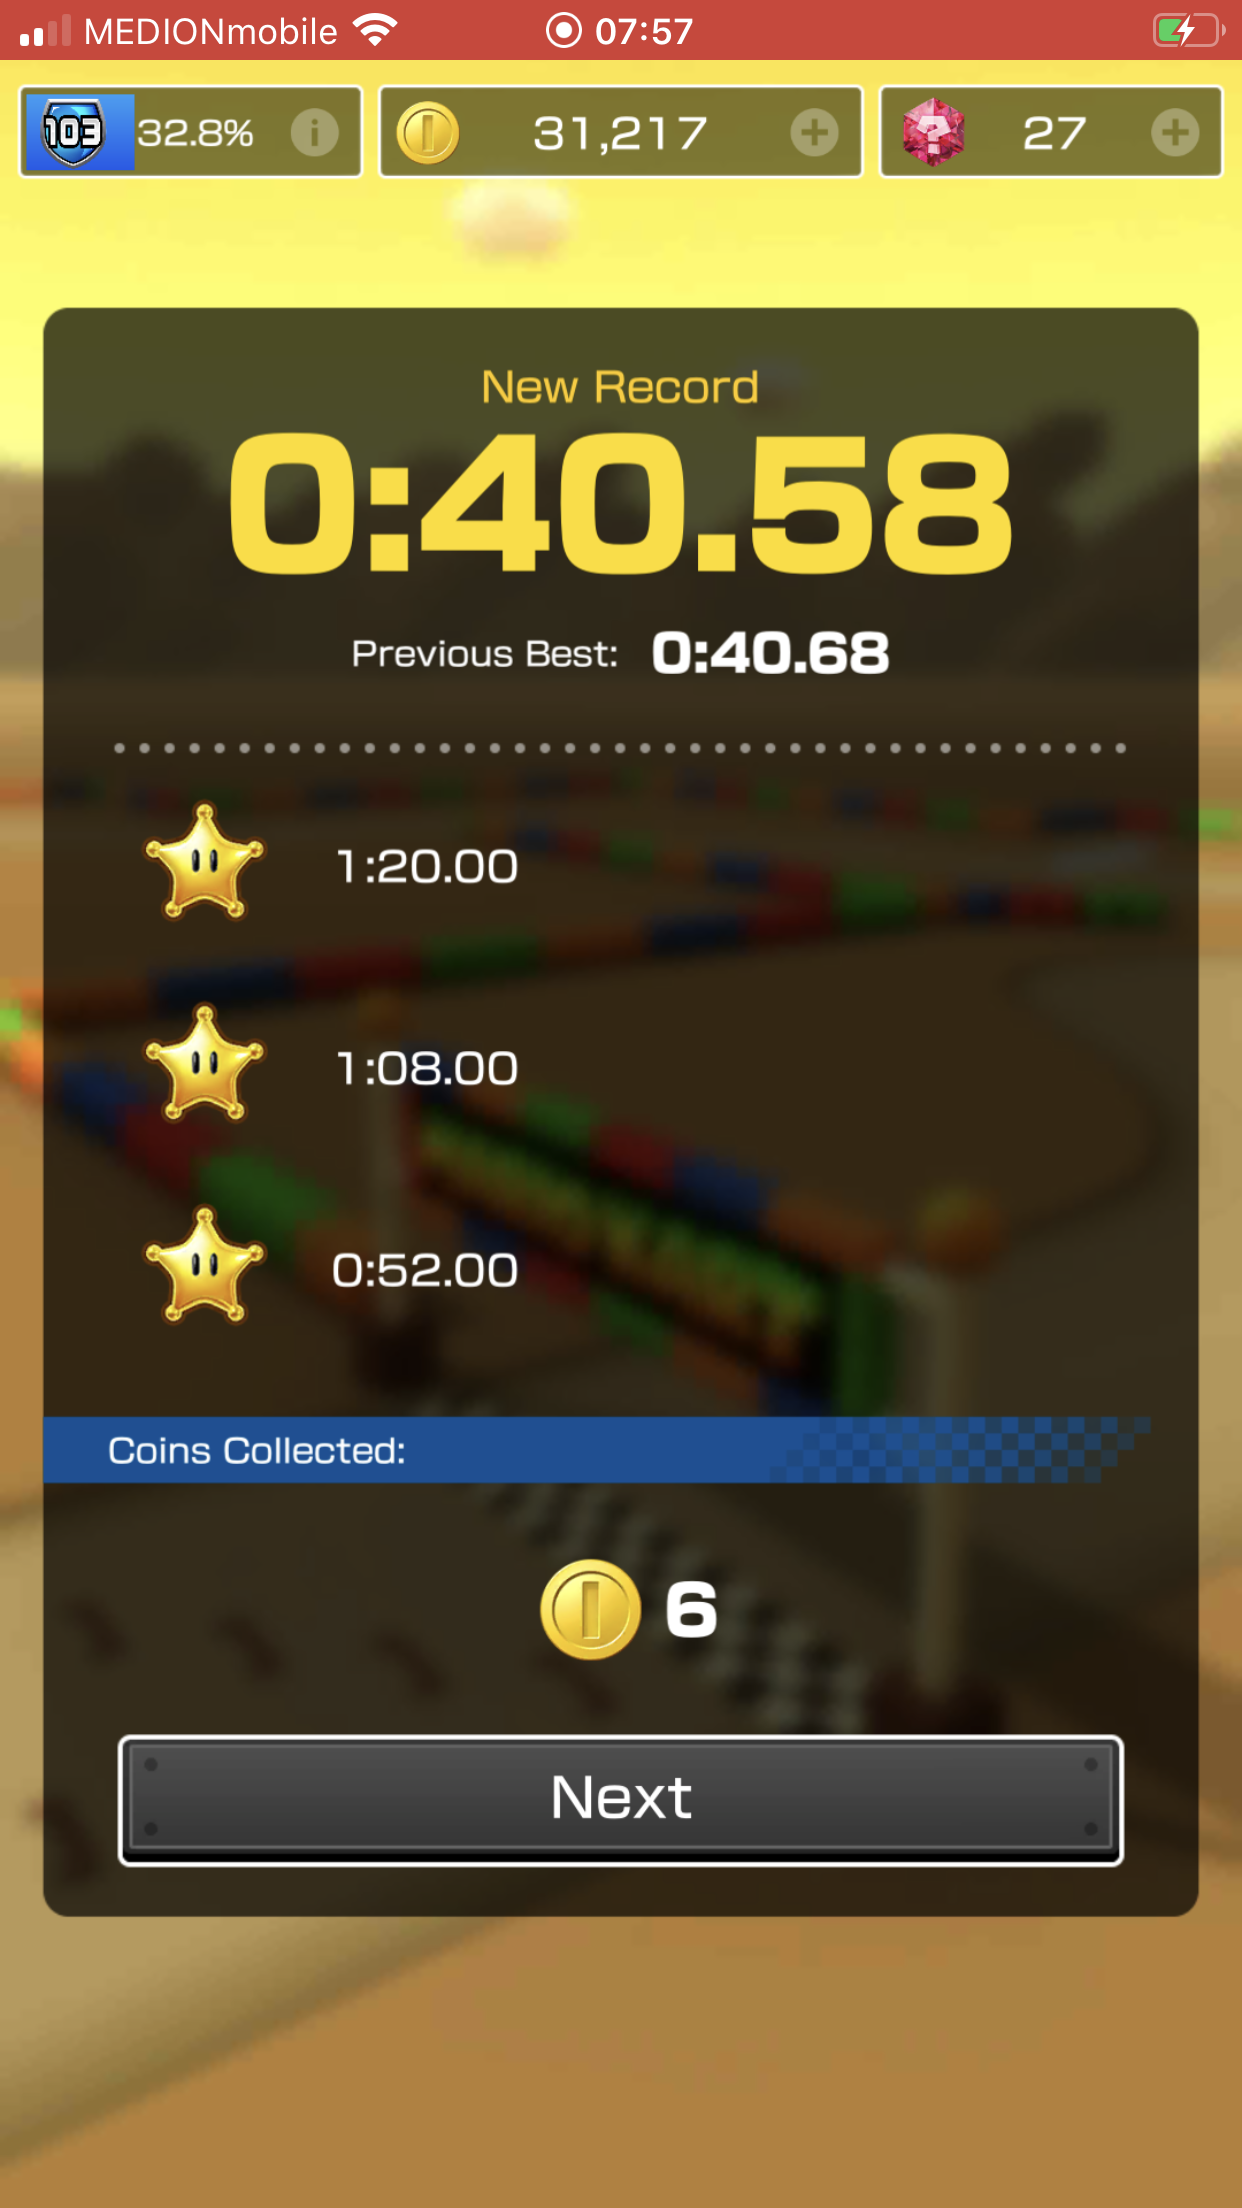 MEDIONmobile 07:57
103 32.8% i 31,217 + ? 27 +
New Record
0:40.58
Previous Best: 0:40.68
1:20.00
1:08.00
0:52.00
Coins Collected:
6
Next